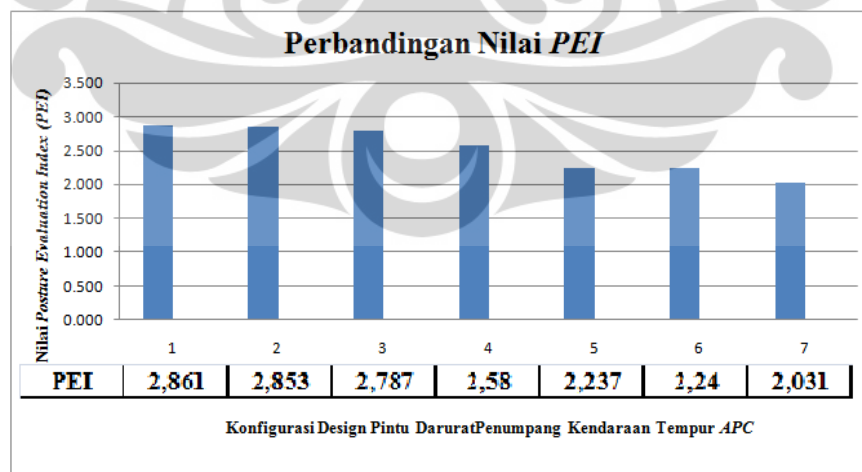 Perbandingan Nilai PEI
Nilai Posture Evaluation Index (PEI)
3.500
3.000
2.500
2.000
1.500
1.000
0.500
0.000
1 2 3 4 5 6 7
PEI 2,861 2,853 2,787 2,58 2,237 2,24 2,031
Konfigurasi Design Pintu DaruratPenumpang Kendaraan Tempur APC